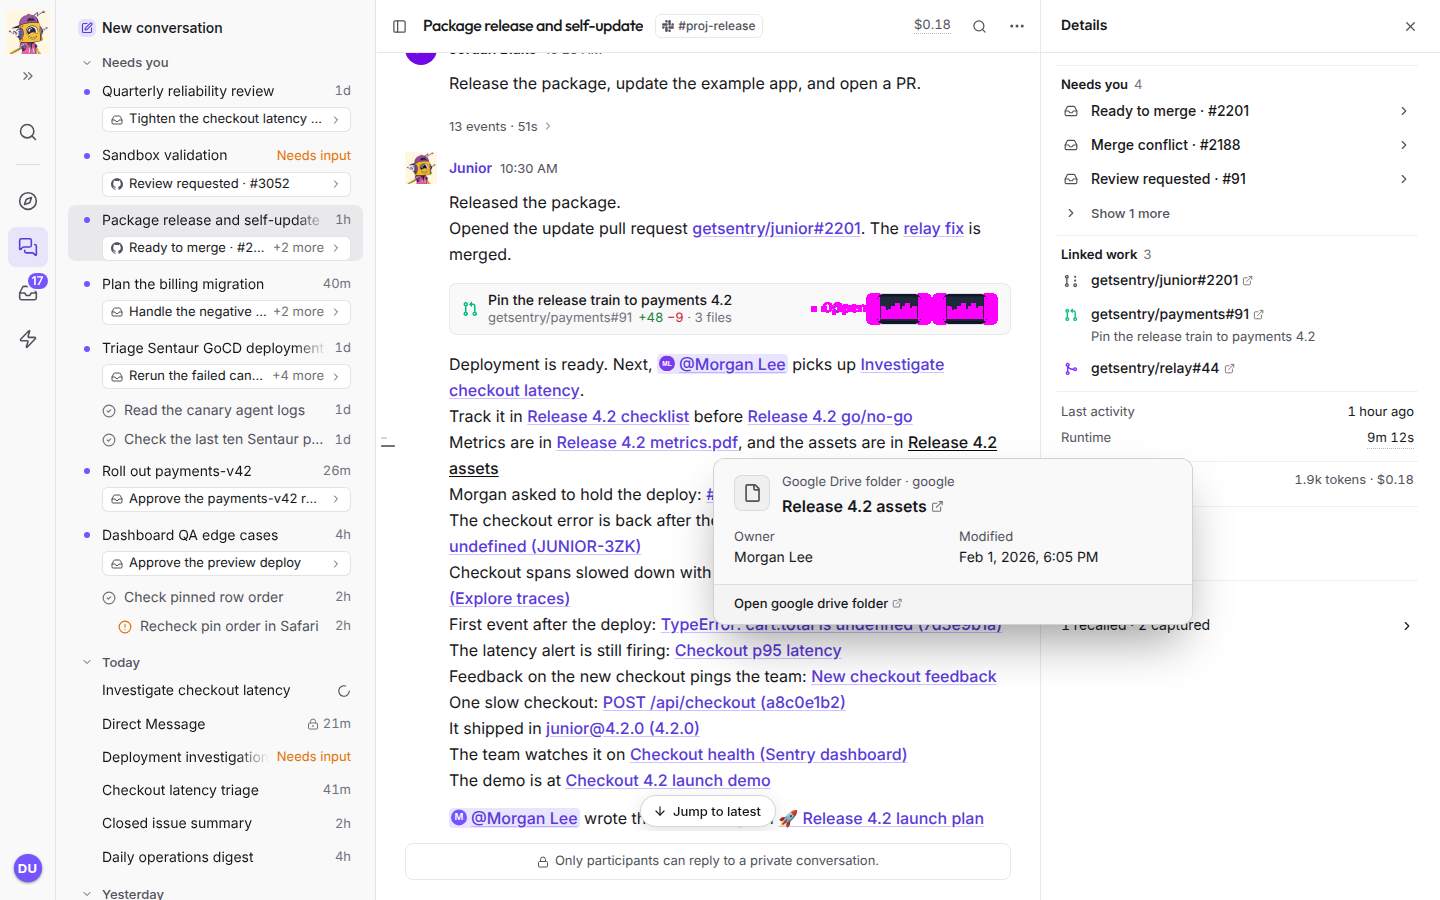 New conversation
Needs you
Quarterly reliability review 1d
Tighten the checkout latency ...
Sandbox validation Needs input
Review requested · #3052
Package release and self-update 1h
Ready to merge · #2... +2 more
Plan the billing migration 40m
Handle the negative ... +2 more
Triage Sentaur GoCD deployment 1d
Rerun the failed can... +4 more
Read the canary agent logs 1d
Check the last ten Sentaur p... 1d
Roll out payments-v42 26m
Approve the payments-v42 r...
Dashboard QA edge cases 4h
Approve the preview deploy
Check pinned row order 2h
Recheck pin order in Safari 2h
Today
Investigate checkout latency
Direct Message 21m
Deployment investigation Needs input
Checkout latency triage 41m
Closed issue summary 2h
Daily operations digest 4h
Yesterday
17
DU
Package release and self-update #proj-release $0.18
Release the package, update the example app, and open a PR.
13 events · 51s
Junior 10:30 AM
Released the package.
Opened the update pull request getsentry/junior#2201. The relay fix is
merged.
Pin the release train to payments 4.2
getsentry/payments#91 +48 −9 · 3 files
Deployment is ready. Next, ML @Morgan Lee picks up Investigate
checkout latency.
Track it in Release 4.2 checklist before Release 4.2 go/no-go
Metrics are in Release 4.2 metrics.pdf, and the assets are in Release 4.2
assets
Morgan asked to hold the deploy: #
The checkout error is back after the
undefined (JUNIOR-3ZK)
Checkout spans slowed down with
(Explore traces)
First event after the deploy: TypeError: cart.total is undefined (7d3e9b1a)
The latency alert is still firing: Checkout p95 latency
Feedback on the new checkout pings the team: New checkout feedback
One slow checkout: POST /api/checkout (a8c0e1b2)
It shipped in junior@4.2.0 (4.2.0)
The team watches it on Checkout health (Sentry dashboard)
The demo is at Checkout 4.2 launch demo
M @Morgan Lee wrote 🚀 Release 4.2 launch plan
Jump to latest
Only participants can reply to a private conversation.
Google Drive folder · google
Release 4.2 assets
Owner Modified
Morgan Lee Feb 1, 2026, 6:05 PM
Open google drive folder
Details
Needs you 4
Ready to merge · #2201
Merge conflict · #2188
Review requested · #91
Show 1 more
Linked work 3
getsentry/junior#2201
getsentry/payments#91
Pin the release train to payments 4.2
getsentry/relay#44
Last activity 1 hour ago
Runtime 9m 12s
1.9k tokens · $0.18
1 recalled · 2 captured